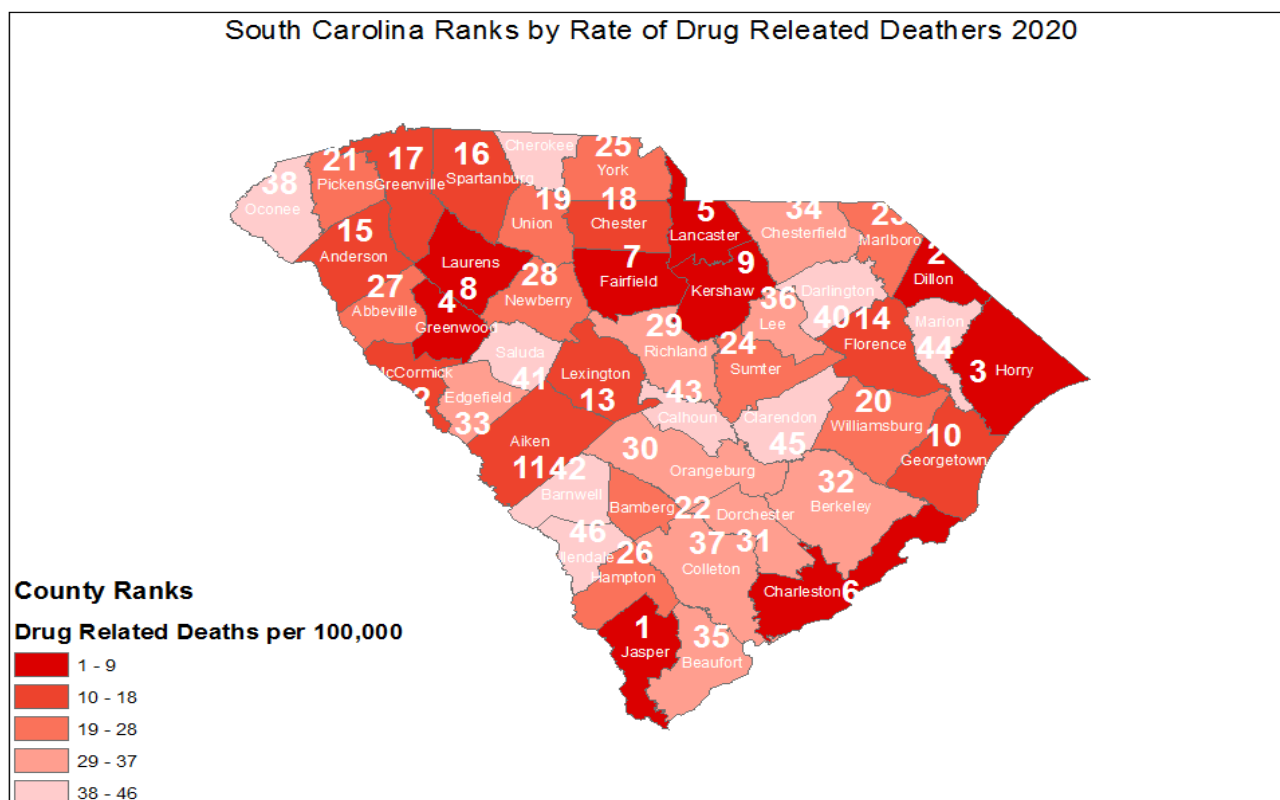 South Carolina Ranks by Rate of Drug Releated Deathers 2020
Cherokee
25
York
16
Spartanburg
17
Greenville
21
Pickens
38
Oconee
19
Union
18
Chester
5
Lancaster
34
Chesterfield
Marlboro
2
Dillon
15
Anderson
Laurens
8
7
Fairfield
9
Kershaw
28
Newberry
27
Abbeville
4
Greenwood
36
Lee
Darlington
40
14
Florence
Marion
44
3
Horry
29
Richland
24
Sumter
Saluda
41
Lexington
13
McCormick
Edgefield
33
43
Calhoun
Clarendon
45
20
Williamsburg
10
Georgetown
Aiken
11
42
Barnwell
30
Orangeburg
32
Berkeley
Bamberg
22
Dorchester
31
46
26
Hampton
37
Colleton
Charleston
6
1
Jasper
35
Beaufort
County Ranks
Drug Related Deaths per 100,000
1 - 9
10 - 18
19 - 28
29 - 37
38 - 46